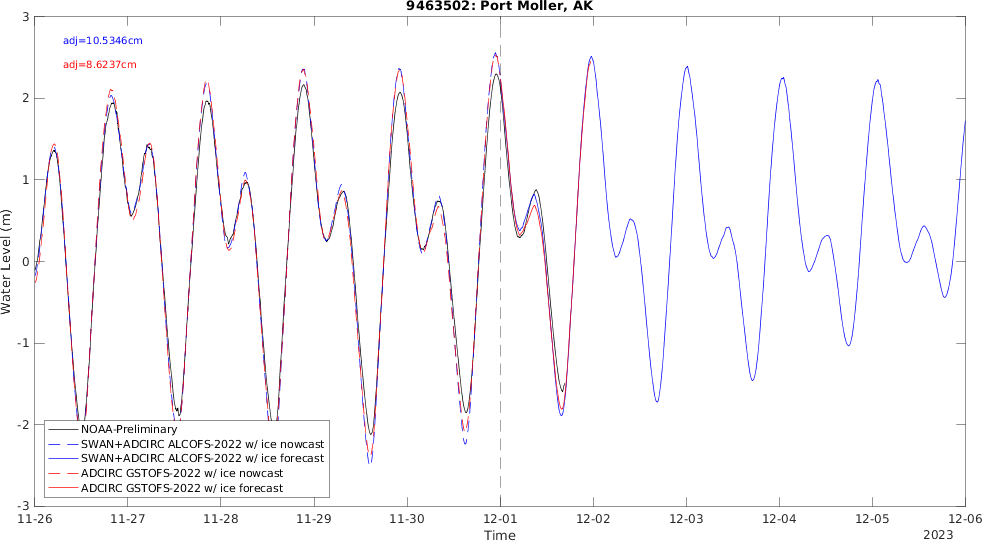 9463502: Port Moller, AK
adj=10.5346cm
adj=8.6237cm
Water Level (m)
3
2
1
0
-1
-2
-3
NOAA-Preliminary
SWAN+ADCIRC ALCOFS-2022 w/ ice nowcast
SWAN+ADCIRC ALCOFS-2022 w/ ice forecast
ADCIRC GSTOFS-2022 w/ ice nowcast
ADCIRC GSTOFS-2022 w/ ice forecast
11-26 11-27 11-28 11-29 11-30 12-01 12-02 12-03 12-04 12-05 12-06
Time
2023